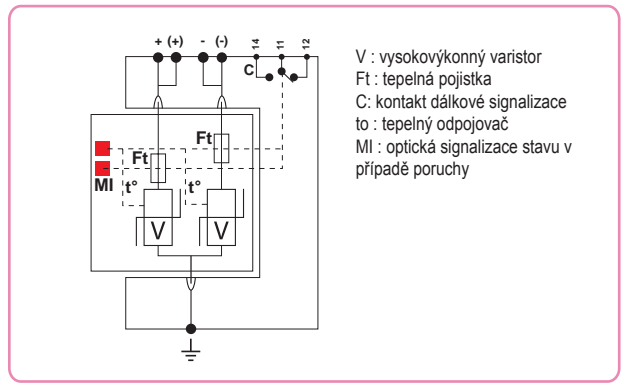 + (+) - (-) 14 11 12
C
V : vysokovýkonný varistor
Ft : tepelná pojistka
C: kontakt dálkové signalizace
to : tepelný odpojovač
MI : optická signalizace stavu v
případě poruchy
Ft
Ft
MI t° t°
V V